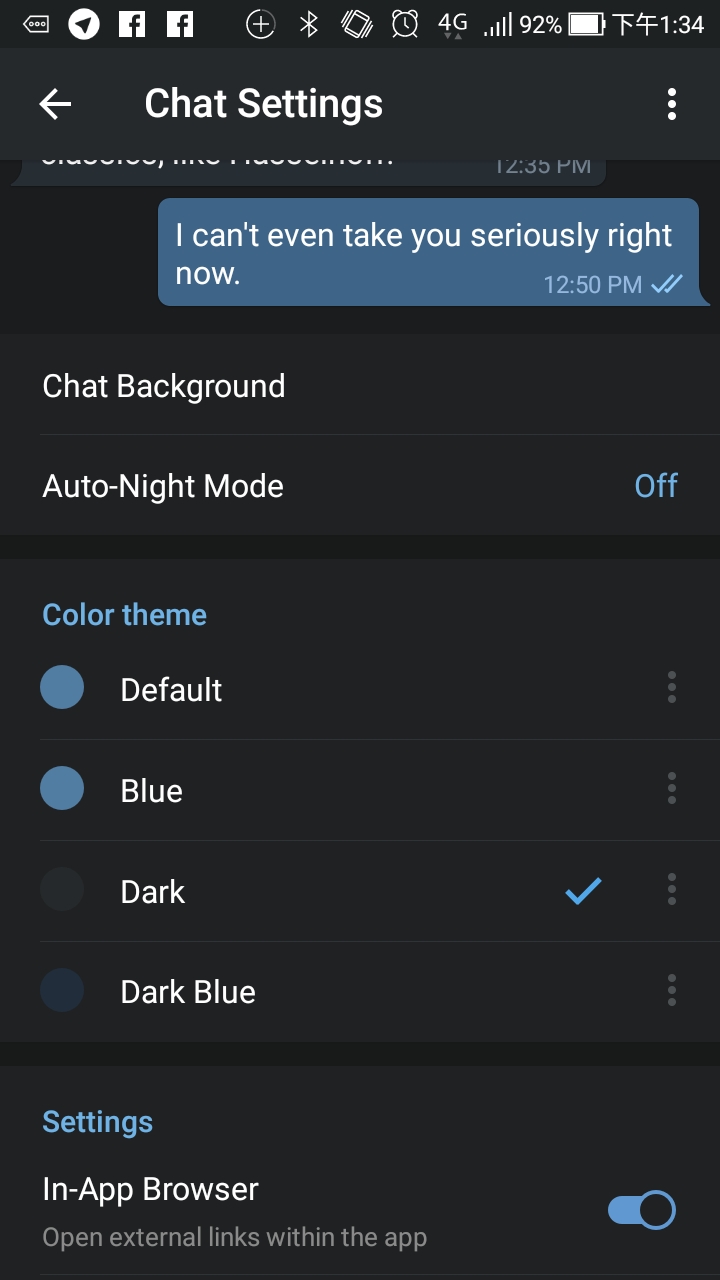 4G 92% 下午1:34
Chat Settings
12:35 PM
I can't even take you seriously right
now.
12:50 PM
Chat Background
Auto-Night Mode Off
Color theme
Default
Blue
Dark
Dark Blue
Settings
In-App Browser
Open external links within the app